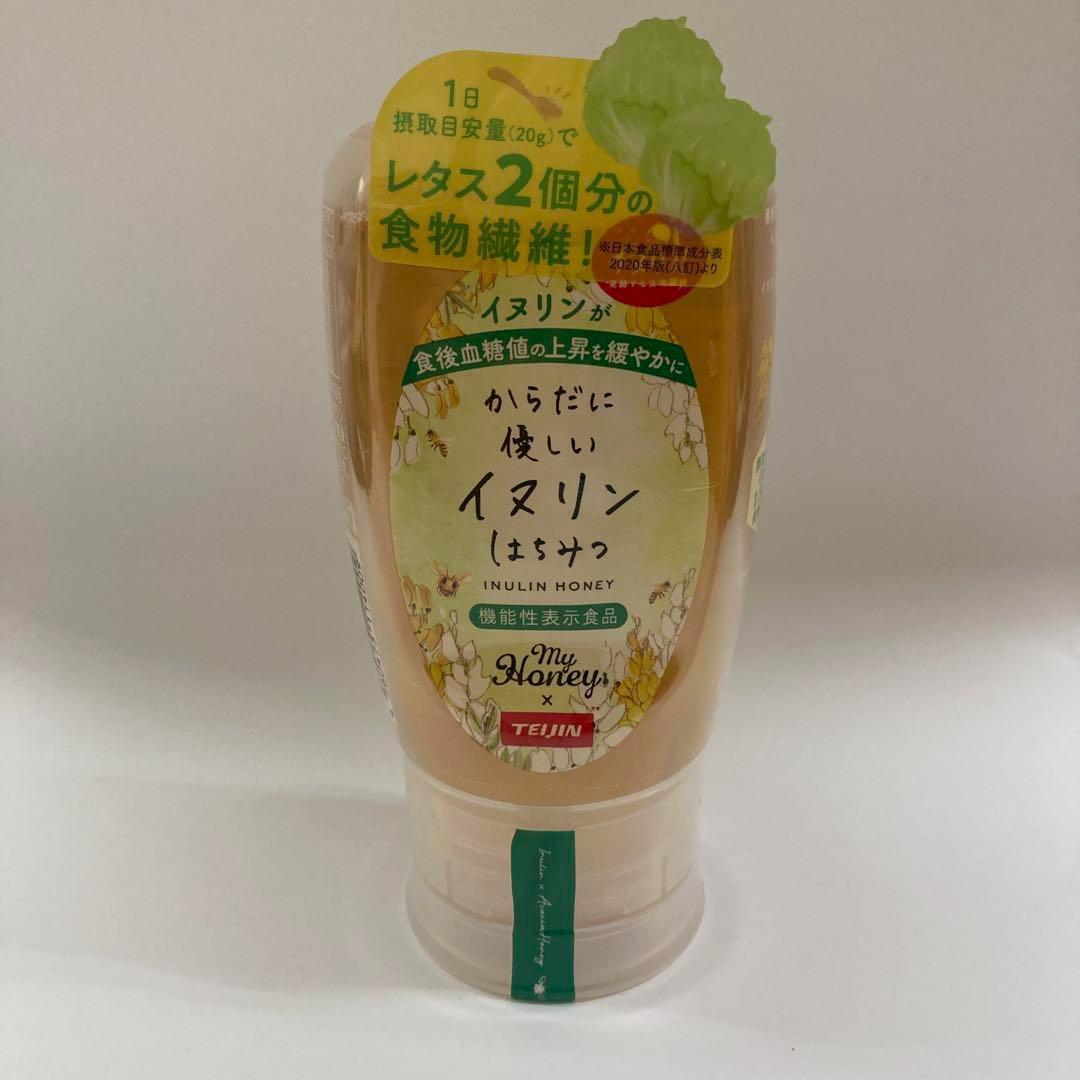 1日
摂取目安量(20g)で
レタス2個分の
食物繊維!
※日本食品標準成分表
2020年版(八訂)より
イヌリンが
食後血糖値の上昇を緩やかに
からだに
優しい
イヌリン
はちみつ
INULIN HONEY
機能性表示食品
My
Honey
×
TEIJIN
Inulin × Acacia Honey